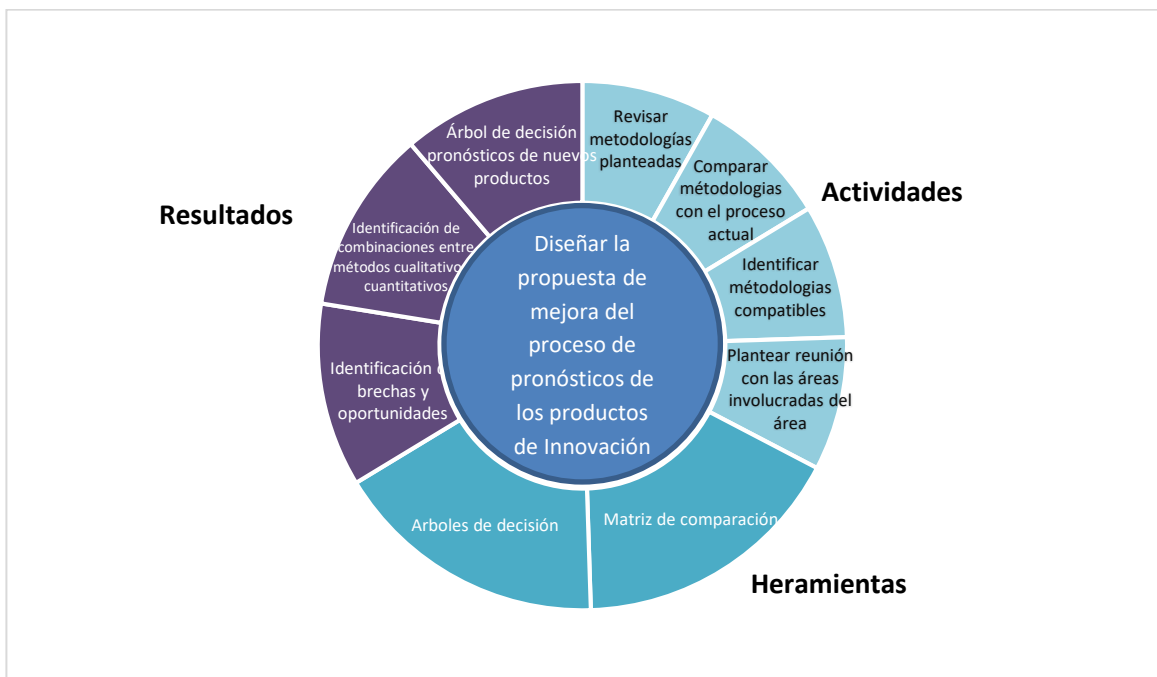 Resultados
Árbol de decisión
pronósticos de nuevos
productos
Identificación de
combinaciones entre
métodos cualitativo
cuantitativos
Identificación
brechas y
oportunidades
Revisar
metodologías
planteadas
Comparar
métodologias
con el proceso
actual
Identificar
métodologias
compatibles
Plantear reunión
con las áreas
involucradas del
área
Actividades
Diseñar la
propuesta de
mejora del
proceso de
pronósticos de
los productos
de Innovación
Arboles de decisión
Matriz de comparación
Heramientas